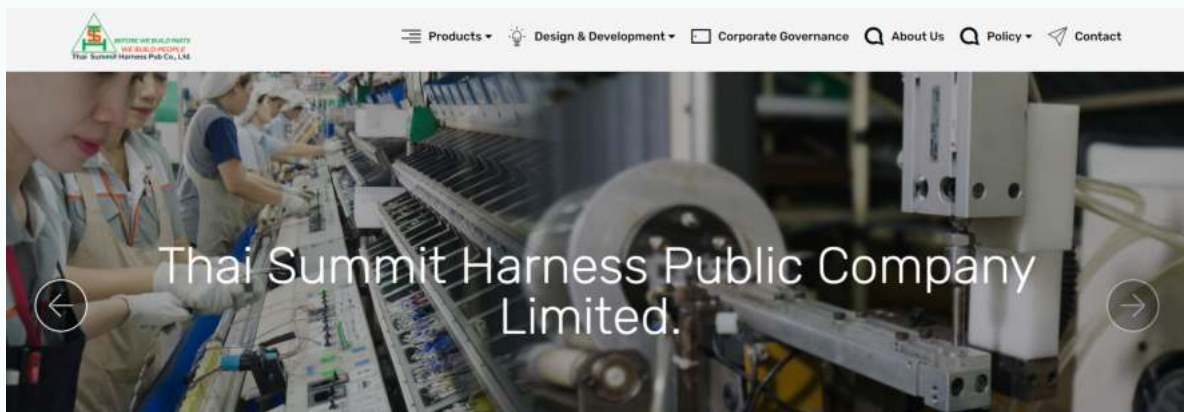 BEFORE WE BUILD PARTS
WE BUILD PEOPLE
Thai Summit Harness Pub Co., Ltd.
Products
Design & Development
Corporate Governance
About Us
Policy
Contact
Thai Summit Harness Public Company
Limited.